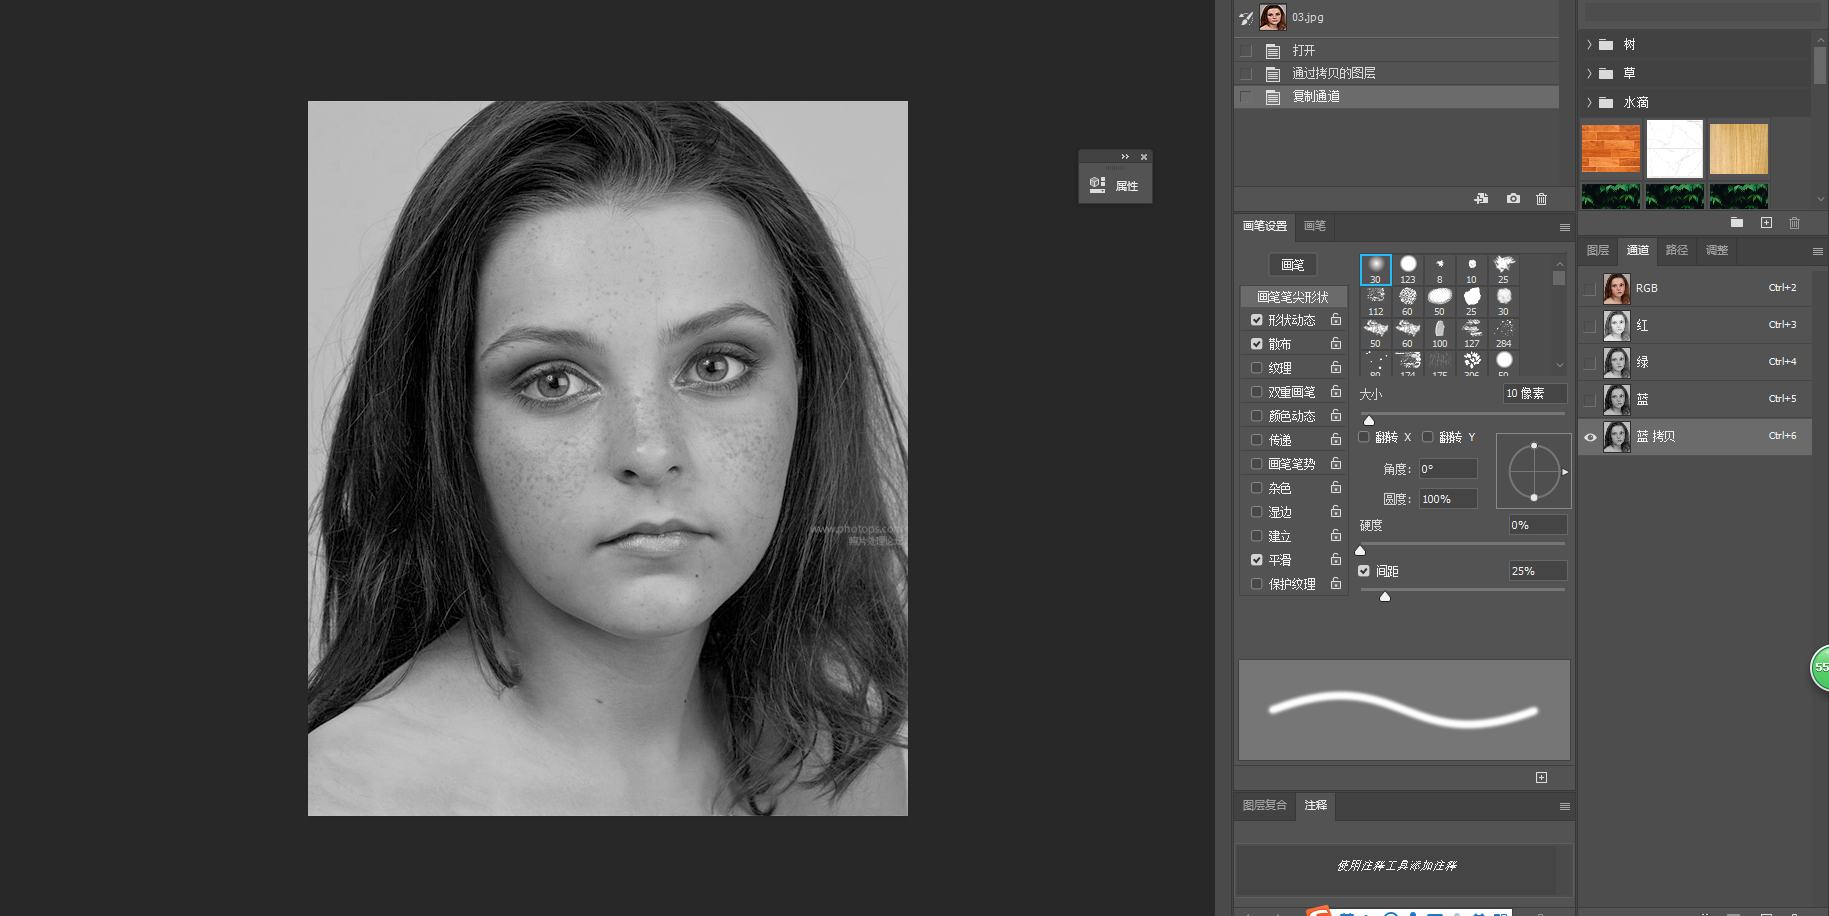 03.jpg
打开
通过拷贝的图层
复制通道
树
草
水滴
属性
画笔设置
画笔
画笔
30
123
8
10
25
112
60
50
25
30
50
60
100
127
284
画笔笔尖形状
形状动态
散布
纹理
双重画笔
颜色动态
传递
画笔笔势
杂色
湿边
建立
平滑
保护纹理
大小
10 像素
翻转 X
翻转 Y
角度:
0°
圆度:
100%
硬度
0%
间距
25%
图层
通道
路径
调整
RGB
Ctrl+2
红
Ctrl+3
绿
Ctrl+4
蓝
Ctrl+5
蓝 拷贝
Ctrl+6
www.photops.com
照片处理论坛
图层复合
注释
使用注释工具添加注释
55